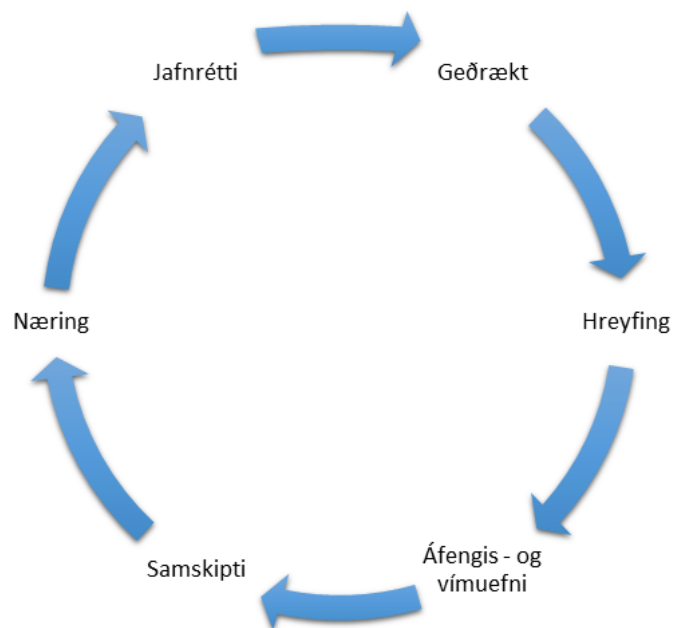 Jafnrétti
Geðrækt
Hreyfing
Áfengis - og
vímuefni
Samskipti
Næring